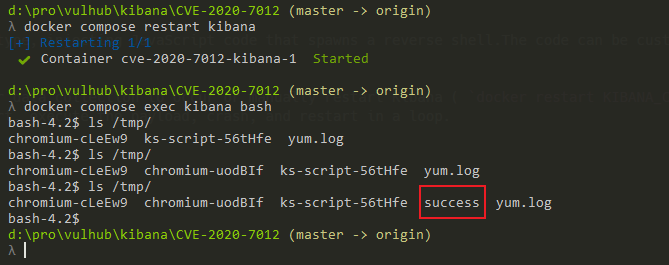 d:\pro\vulhub\kibana\CVE-2020-7012 (master -> origin)
λ docker compose restart kibana
[+] Restarting 1/1
✔ Container cve-2020-7012-kibana-1 Started
d:\pro\vulhub\kibana\CVE-2020-7012 (master -> origin)
λ docker compose exec kibana bash
bash-4.2$ ls /tmp/
chromium-cLeEw9 ks-script-56tHfe yum.log
bash-4.2$ ls /tmp/
chromium-cLeEw9 chromium-uodBIf ks-script-56tHfe yum.log
bash-4.2$ ls /tmp/
chromium-cLeEw9 chromium-uodBIf ks-script-56tHfe success yum.log
bash-4.2$
d:\pro\vulhub\kibana\CVE-2020-7012 (master -> origin)
λ